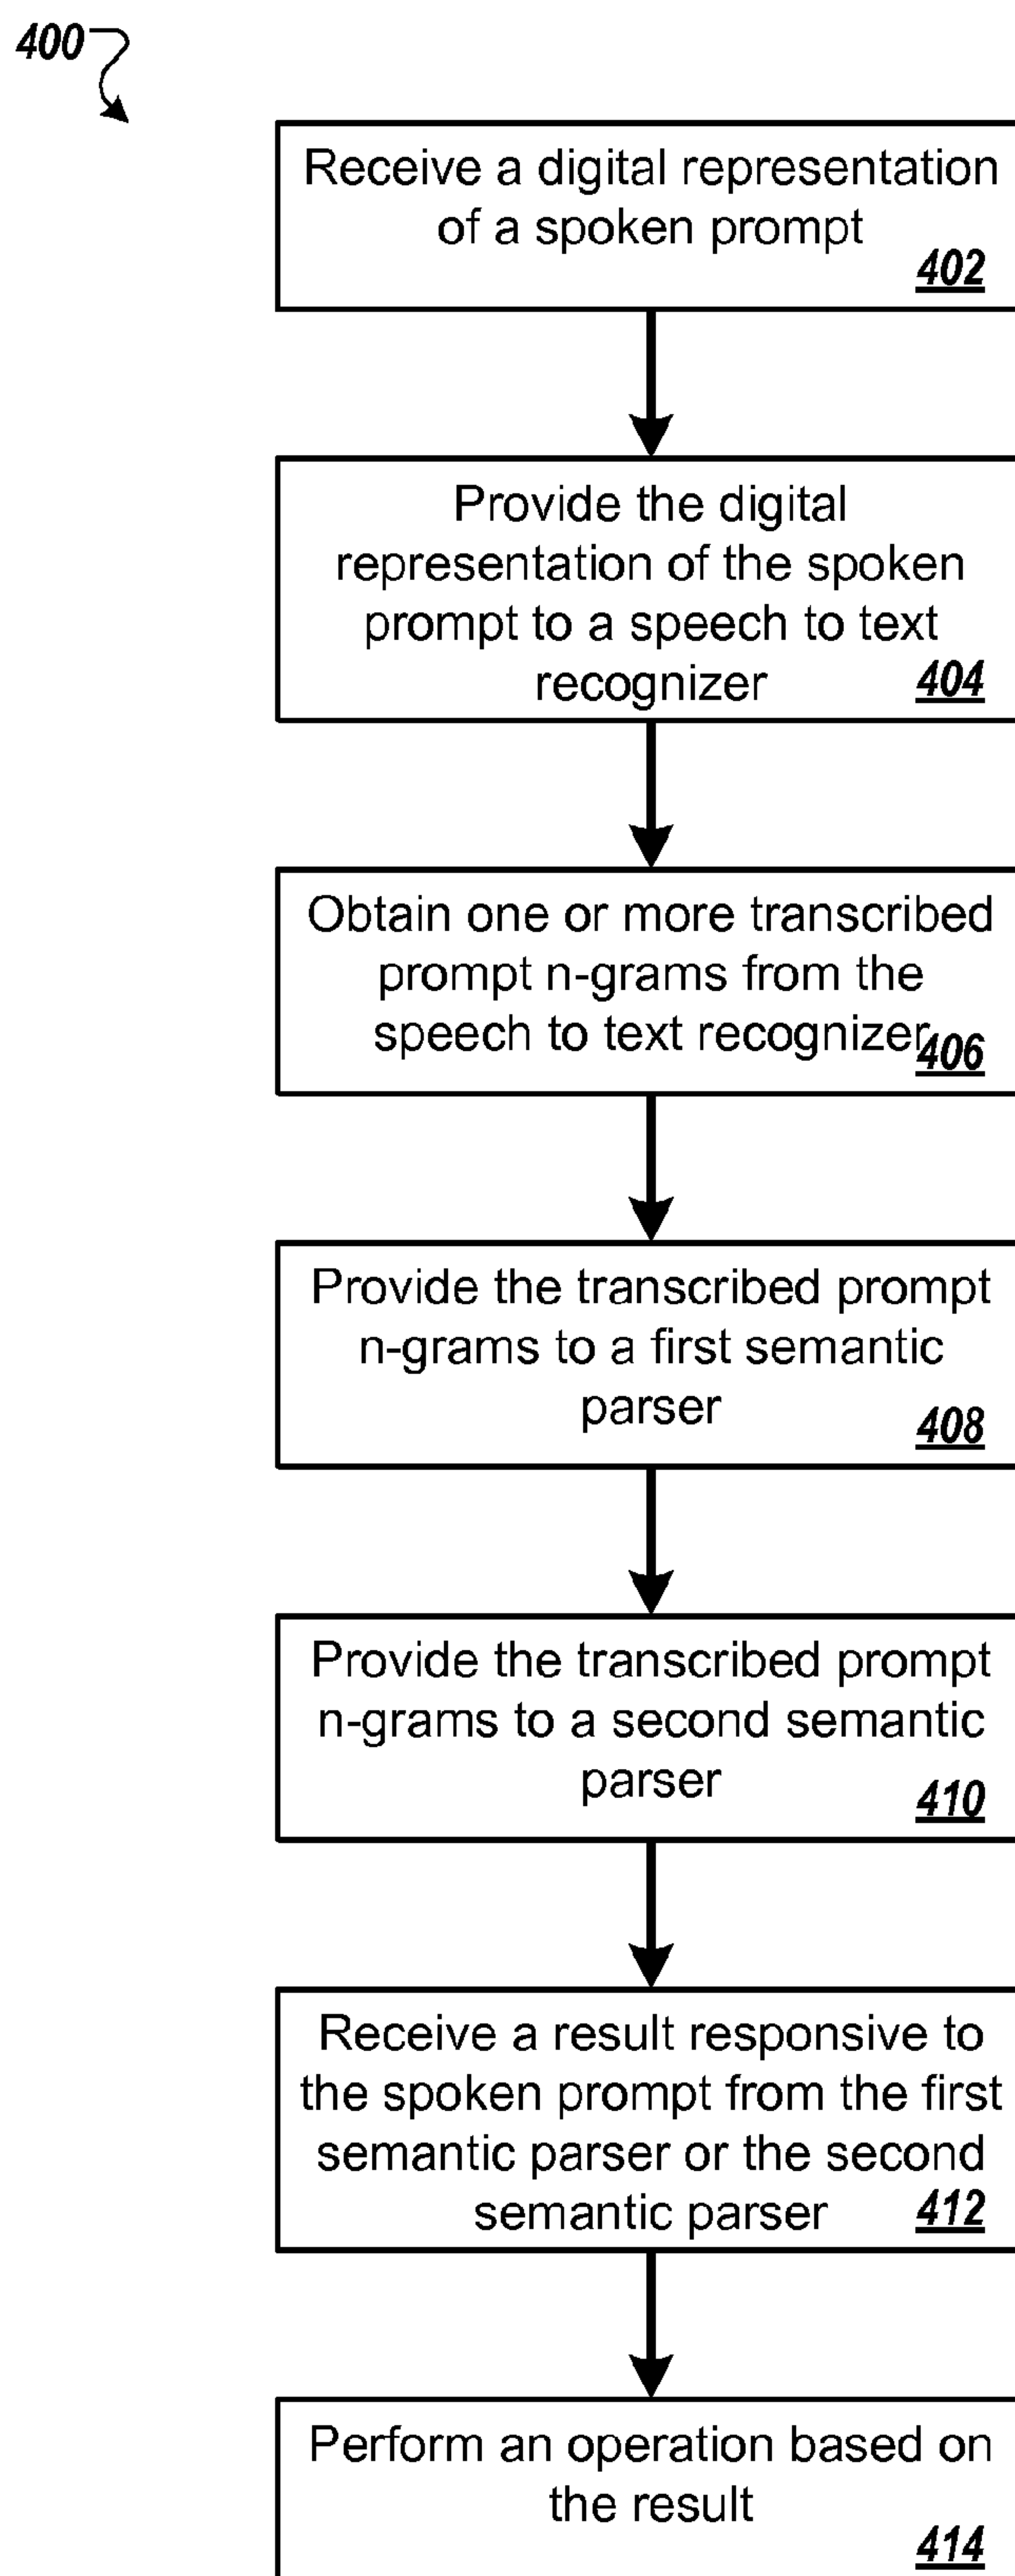 400
Receive a digital representation
of a spoken prompt
402
Provide the digital
representation of the spoken
prompt to a speech to text
recognizer 404
Obtain one or more transcribed
prompt n-grams from the
speech to text recognizer
406
Provide the transcribed prompt
n-grams to a first semantic
parser
408
Provide the transcribed prompt
n-grams to a second semantic
parser
410
Receive a result responsive to
the spoken prompt from the first
semantic parser or the second
semantic parser 412
Perform an operation based on
the result
414